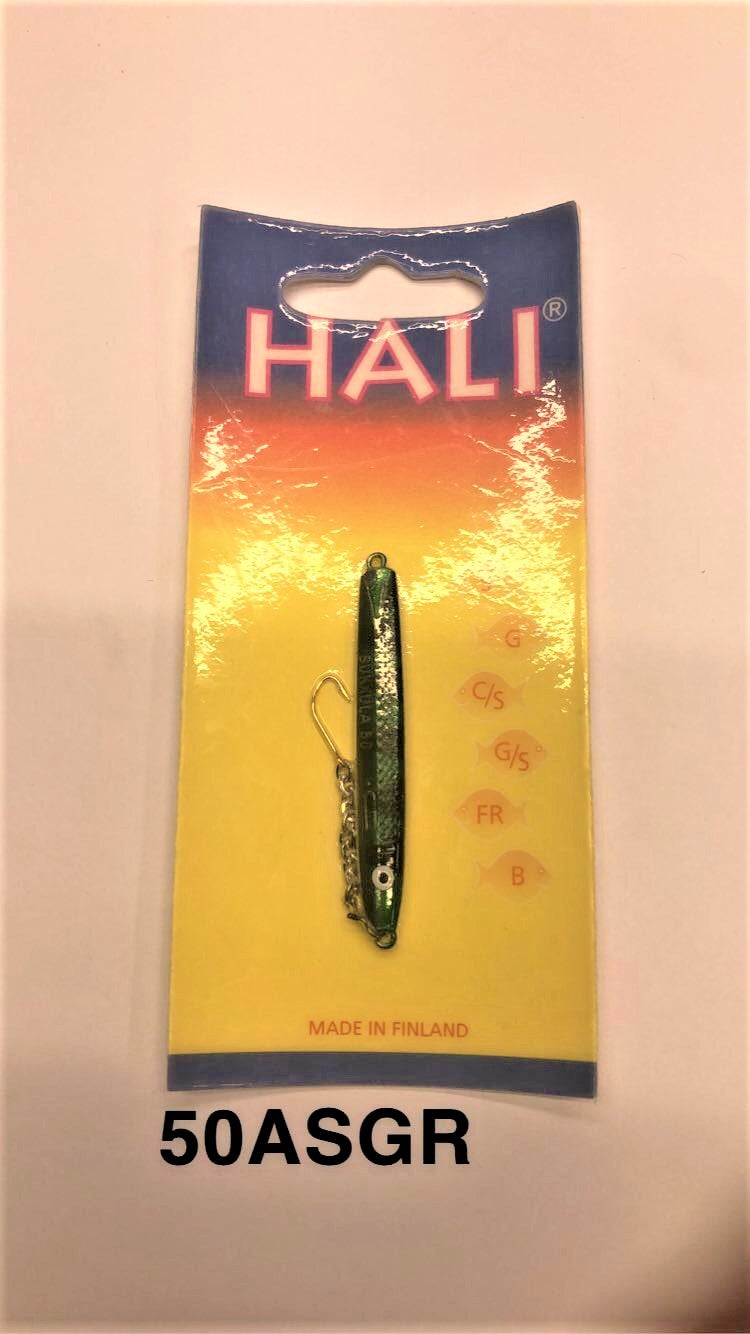 HALI®
G
C/S
G/S
FR
B
MADE IN FINLAND
50ASGR